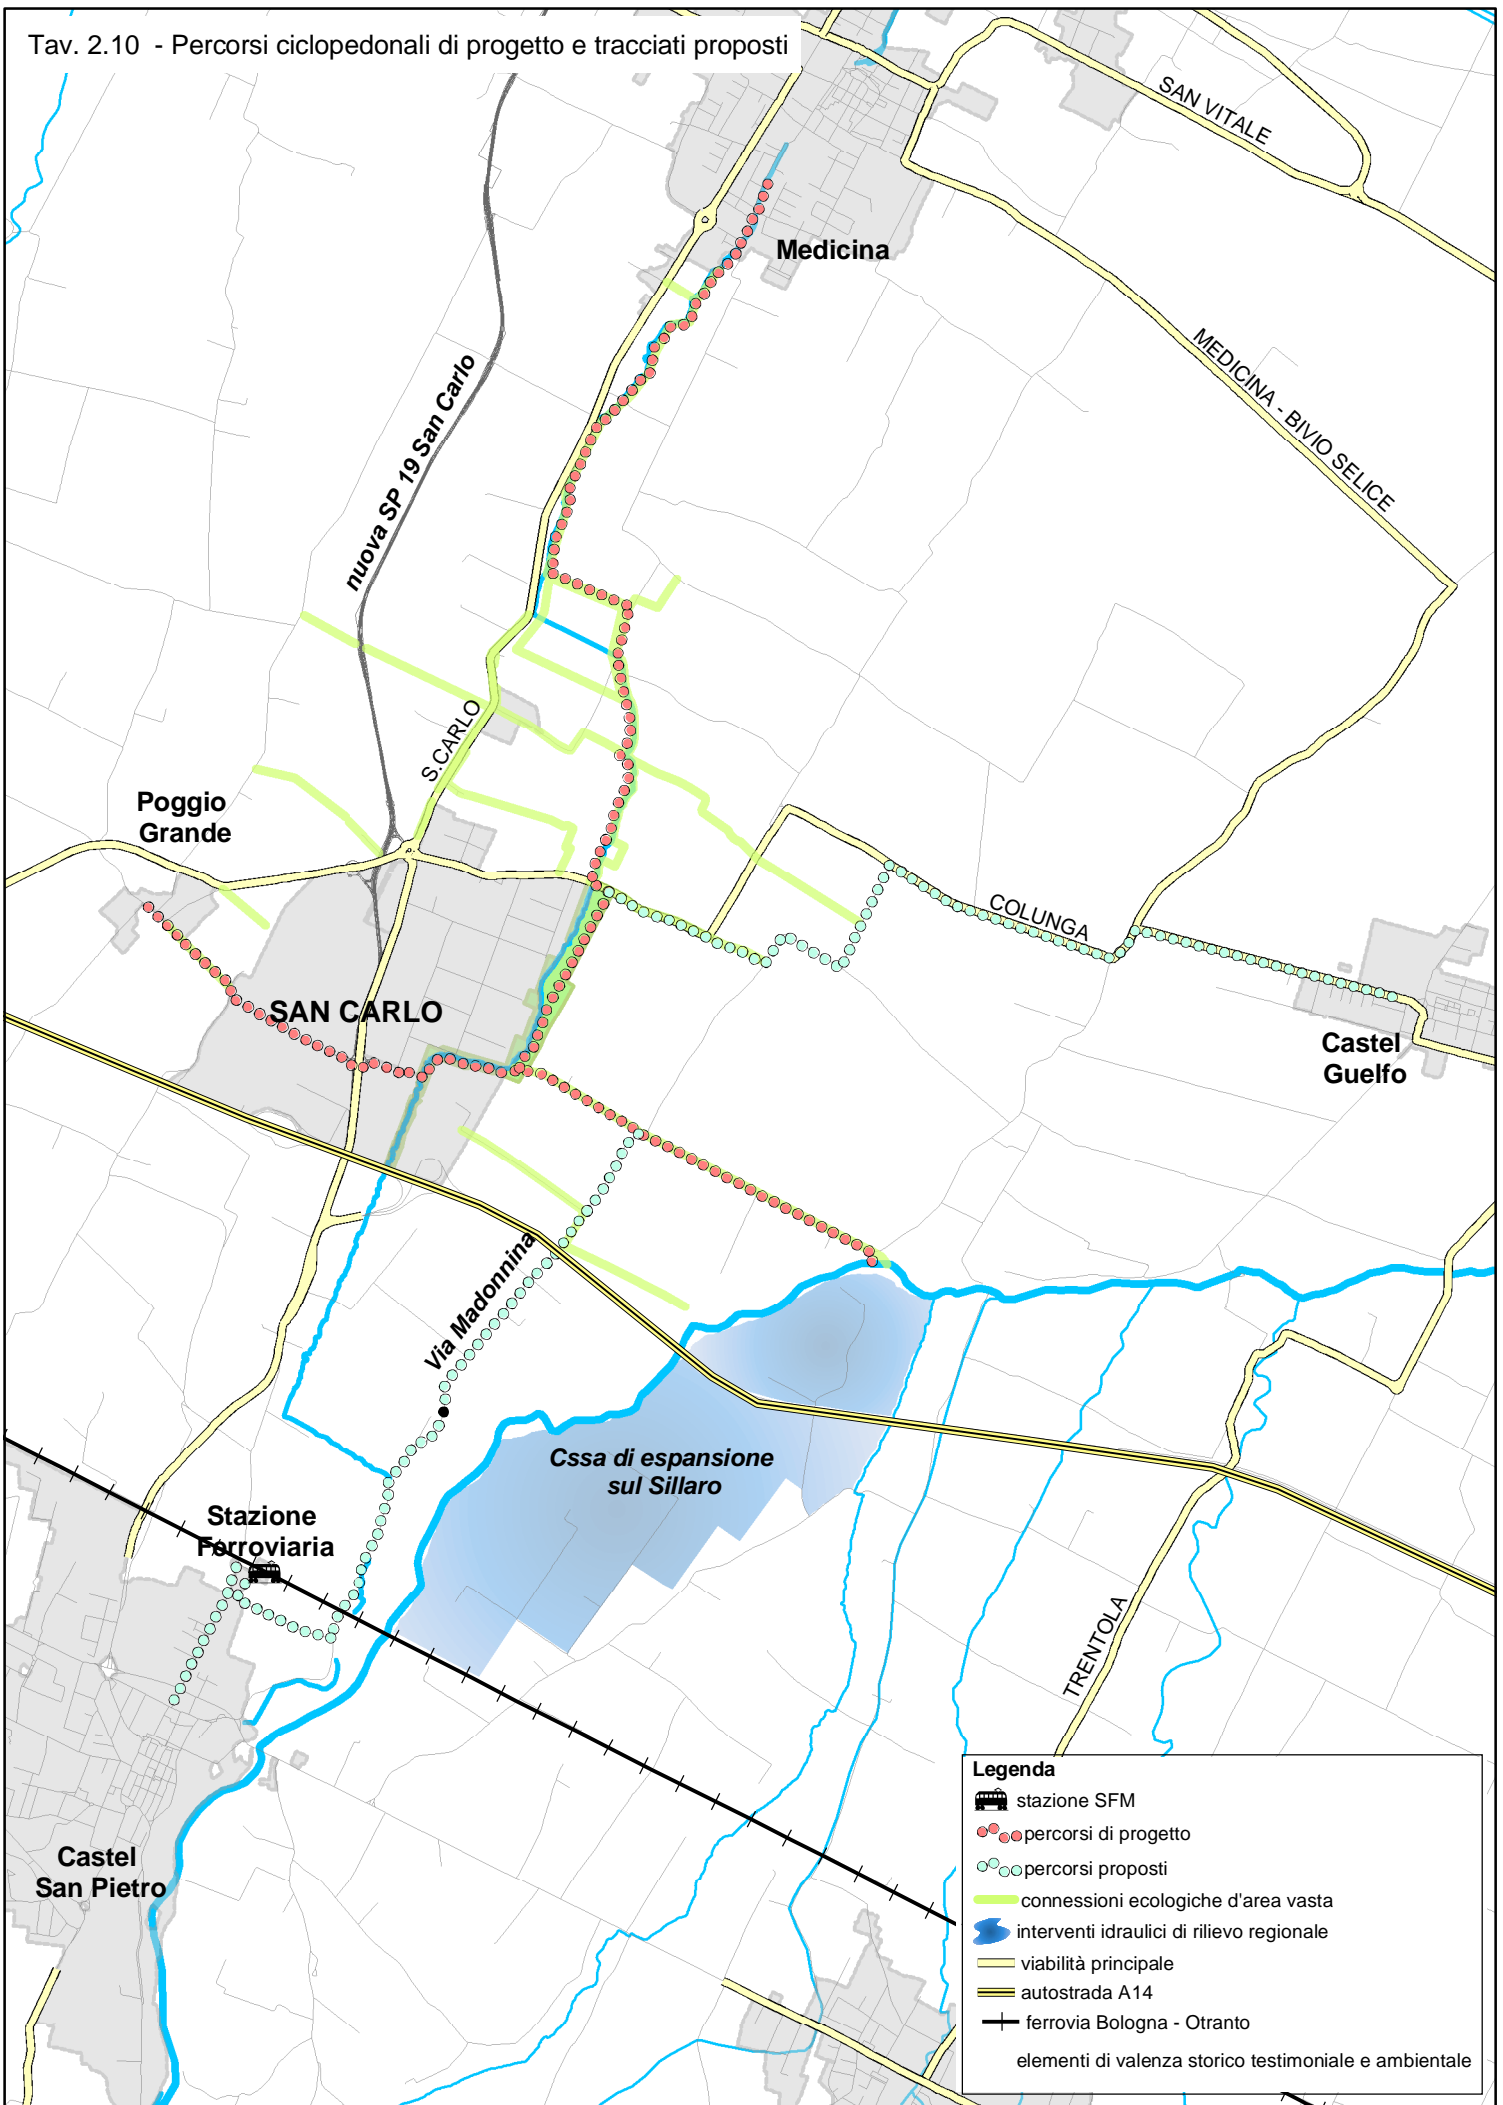 Tav. 2.10 - Percorsi ciclopedonali di progetto e tracciati proposti
SAN VITALE
Medicina
MEDICINA - BIVIO SELICE
nuova SP 19 San Carlo
S.CARLO
Poggio
Grande
COLUNGA
SAN CARLO
Castel
Guelfo
Via Madonnina
Cssa di espansione
sul Sillaro
Stazione
Ferroviaria
TRENTOLA
Castel
San Pietro
Legenda
stazione SFM
percorsi di progetto
percorsi proposti
connessioni ecologiche d'area vasta
interventi idraulici di rilievo regionale
viabilità principale
autostrada A14
ferrovia Bologna - Otranto
elementi di valenza storico testimoniale e ambientale